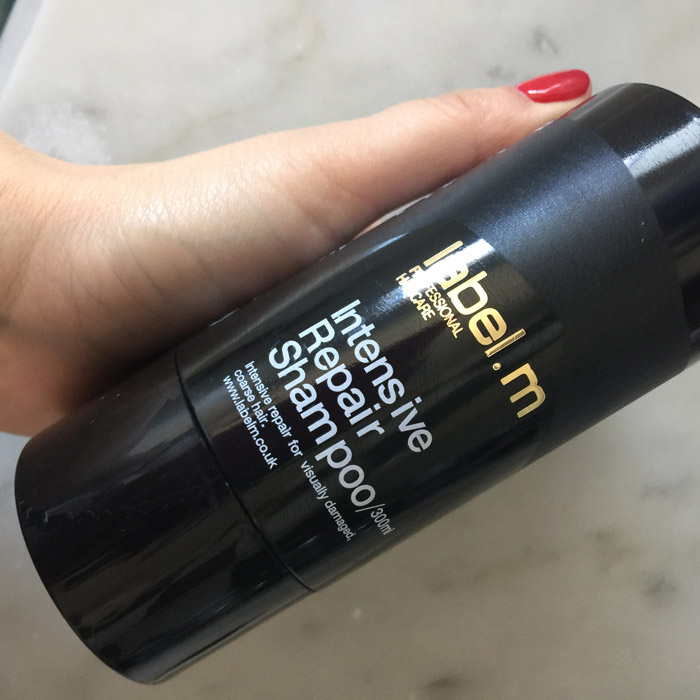 label.m
PROFESSIONAL
HAIRCARE
Intensive
Repair
Shampoo/300ml
Intensive repair for visually damaged,
coarse hair.
www.labelm.co.uk